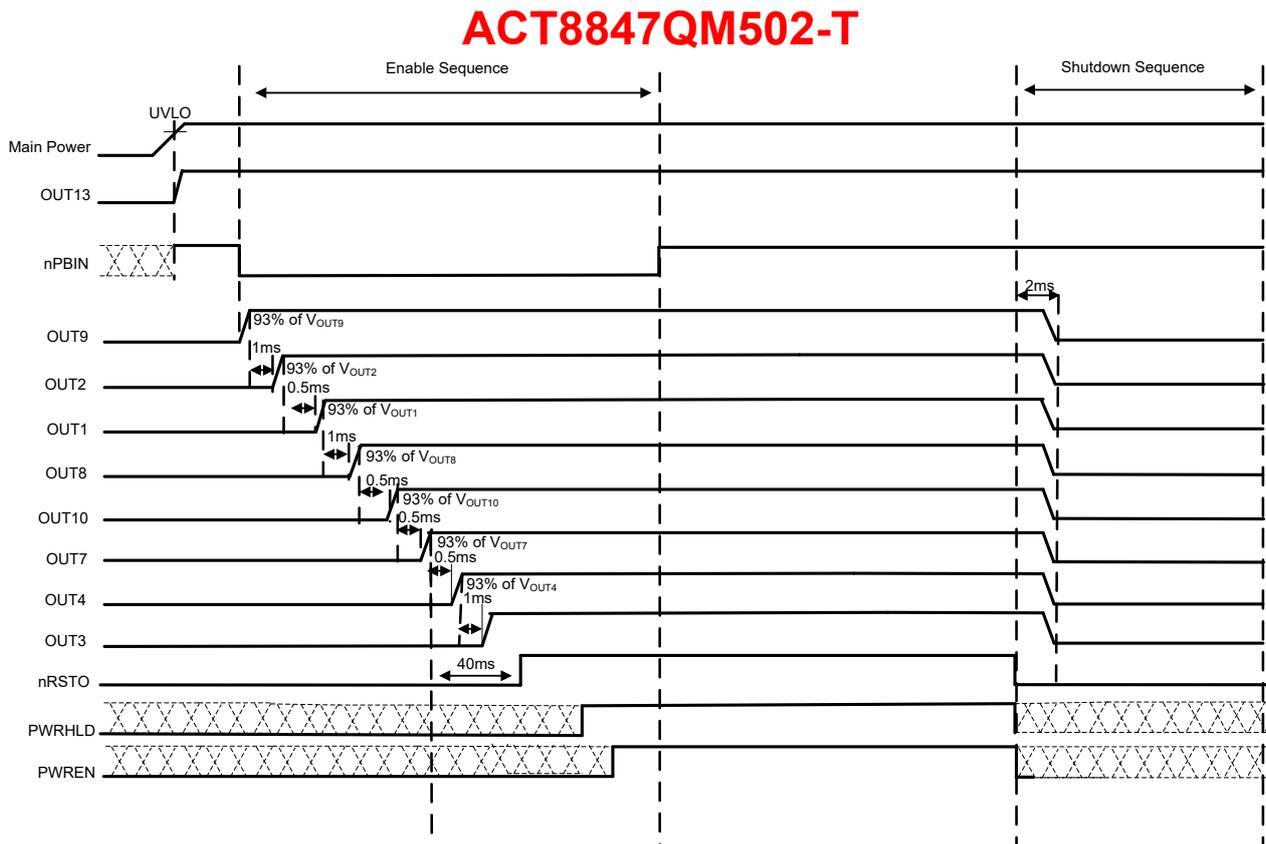 ACT8847QM502-T
Enable Sequence
Shutdown Sequence
UVLO
Main Power
OUT13
nPBIN
2ms
93% of VOUT9
OUT9
1ms
93% of VOUT2
OUT2
0.5ms
93% of VOUT1
OUT1
1ms
93% of VOUT8
OUT8
0.5ms
93% of VOUT10
OUT10
0.5ms
93% of VOUT7
OUT7
0.5ms
93% of VOUT4
OUT4
1ms
OUT3
40ms
nRSTO
PWRHLD
PWREN